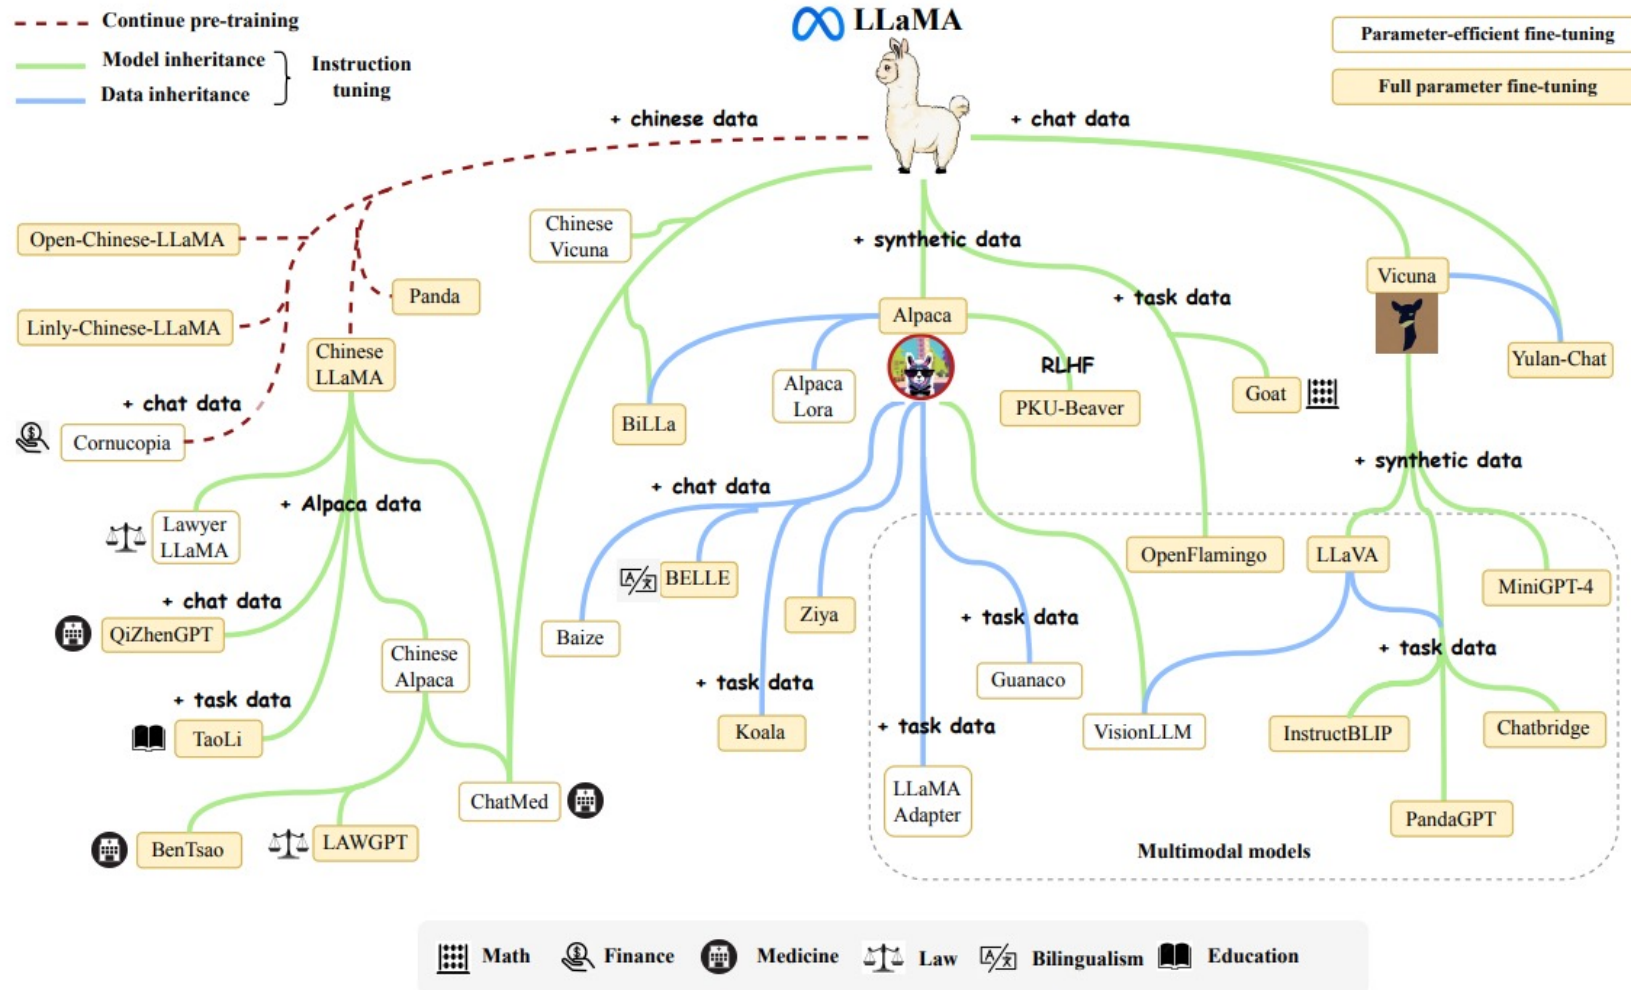 LLaMA
Continue pre-training
Model inheritance
Data inheritance
Instruction
tuning
Parameter-efficient fine-tuning
Full parameter fine-tuning
+ chinese data
+ chat data
Open-Chinese-LLaMA
Linly-Chinese-LLaMA
Panda
Chinese
LLaMA
+ chat data
Cornucopia
Chinese
Vicuna
+ synthetic data
+ task data
Alpaca
Vicuna
Yulan-Chat
Goat
RLHF
PKU-Beaver
Alpaca
Lora
BiLLa
+ Alpaca data
Lawyer
LLaMA
+ chat data
QiZhenGPT
+ task data
TaoLi
Chinese
Alpaca
BenTsao
LAWGPT
ChatMed
+ chat data
BELLE
Baize
Ziya
+ task data
Koala
+ synthetic data
OpenFlamingo
LLaVA
MiniGPT-4
+ task data
Guanaco
+ task data
LLaMA
Adapter
VisionLLM
+ task data
InstructBLIP
Chatbridge
PandaGPT
Multimodal models
Math
Finance
Medicine
Law
Bilingualism
Education